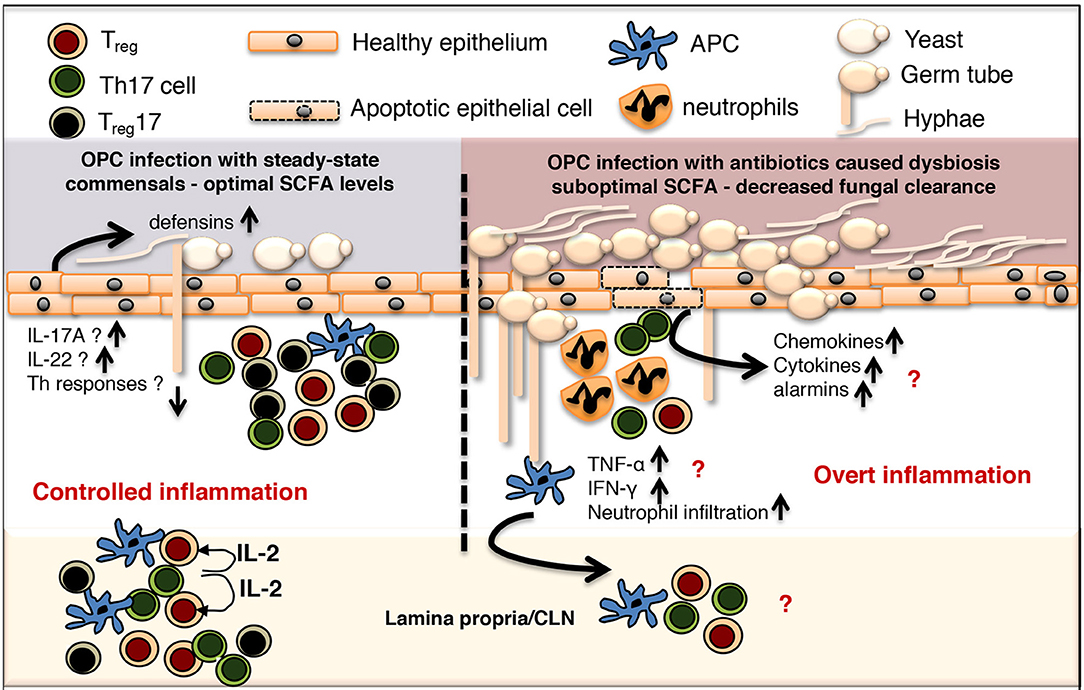 Treg
Th17 cell
Treg17
Healthy epithelium
Apoptotic epithelial cell
APC
neutrophils
Yeast
Germ tube
Hyphae
OPC infection with steady-state
commensals - optimal SCFA levels
defensins
IL-17A ?
IL-22 ?
Th responses ?
Controlled inflammation
IL-2
IL-2
OPC infection with antibiotics caused dysbiosis
suboptimal SCFA - decreased fungal clearance
Chemokines
Cytokines
alarmins
?
TNF-α
IFN-γ
?
Neutrophil infiltration
Overt inflammation
Lamina propria/CLN
?